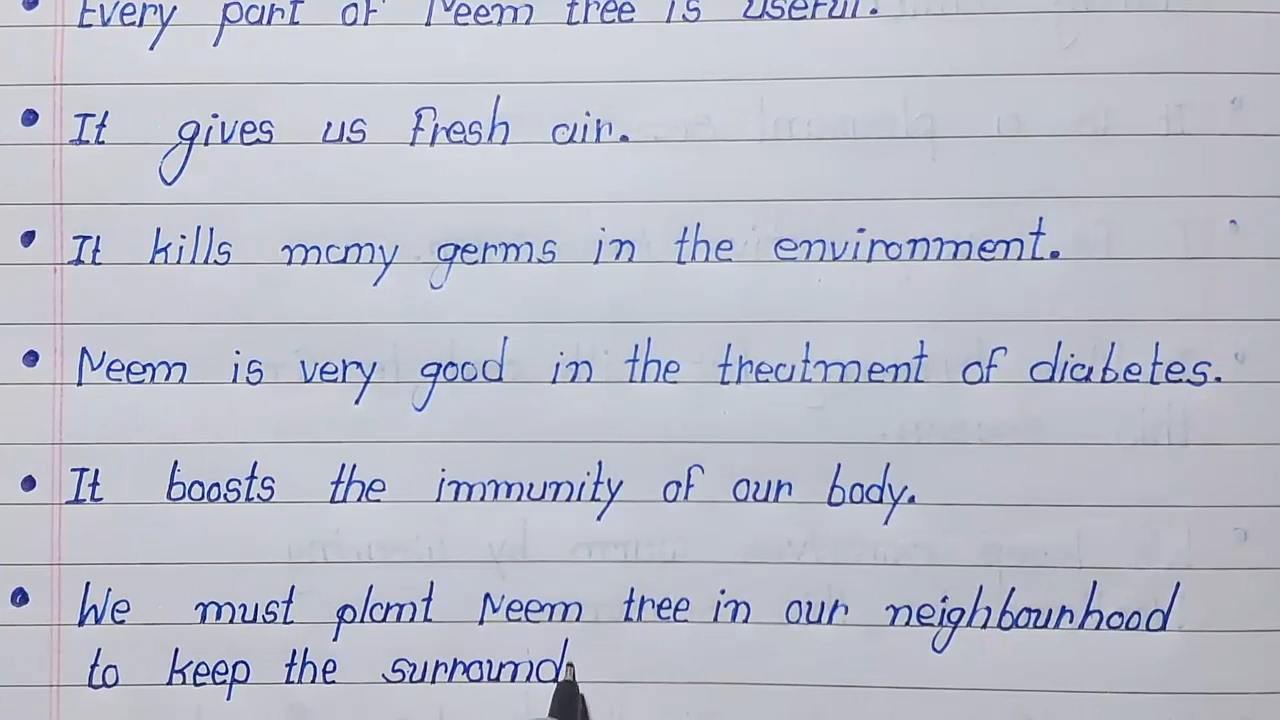 • Every part of Neem tree is useful.
• It gives us fresh air.
• It kills many germs in the environment.
• Neem is very good in the treatment of diabetes.
• It boosts the immunity of our body.
• We must plant Neem tree in our neighbourhood
to keep the surround